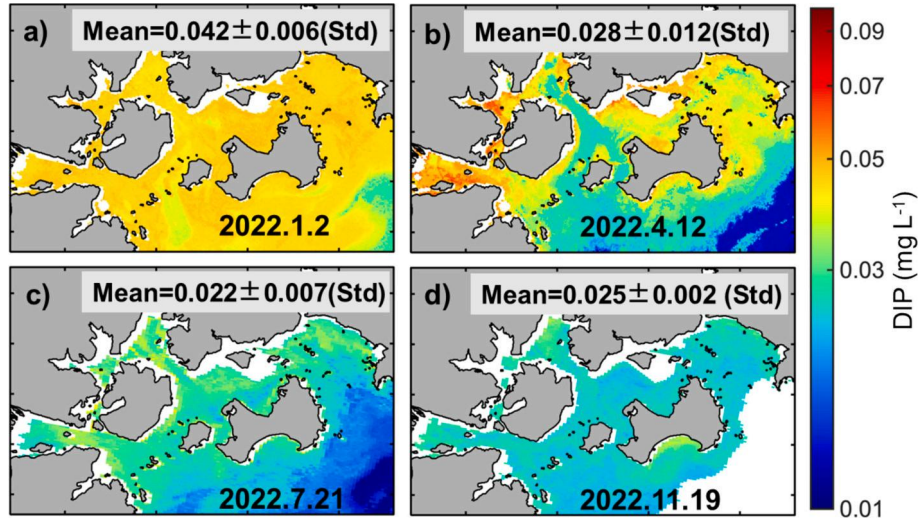 a) Mean=0.042±0.006(Std)
2022.1.2
b) Mean=0.028±0.012(Std)
2022.4.12
c) Mean=0.022±0.007(Std)
2022.7.21
d) Mean=0.025±0.002 (Std)
2022.11.19
0.09
0.07
0.05
0.03
0.01
DIP (mg L-1)